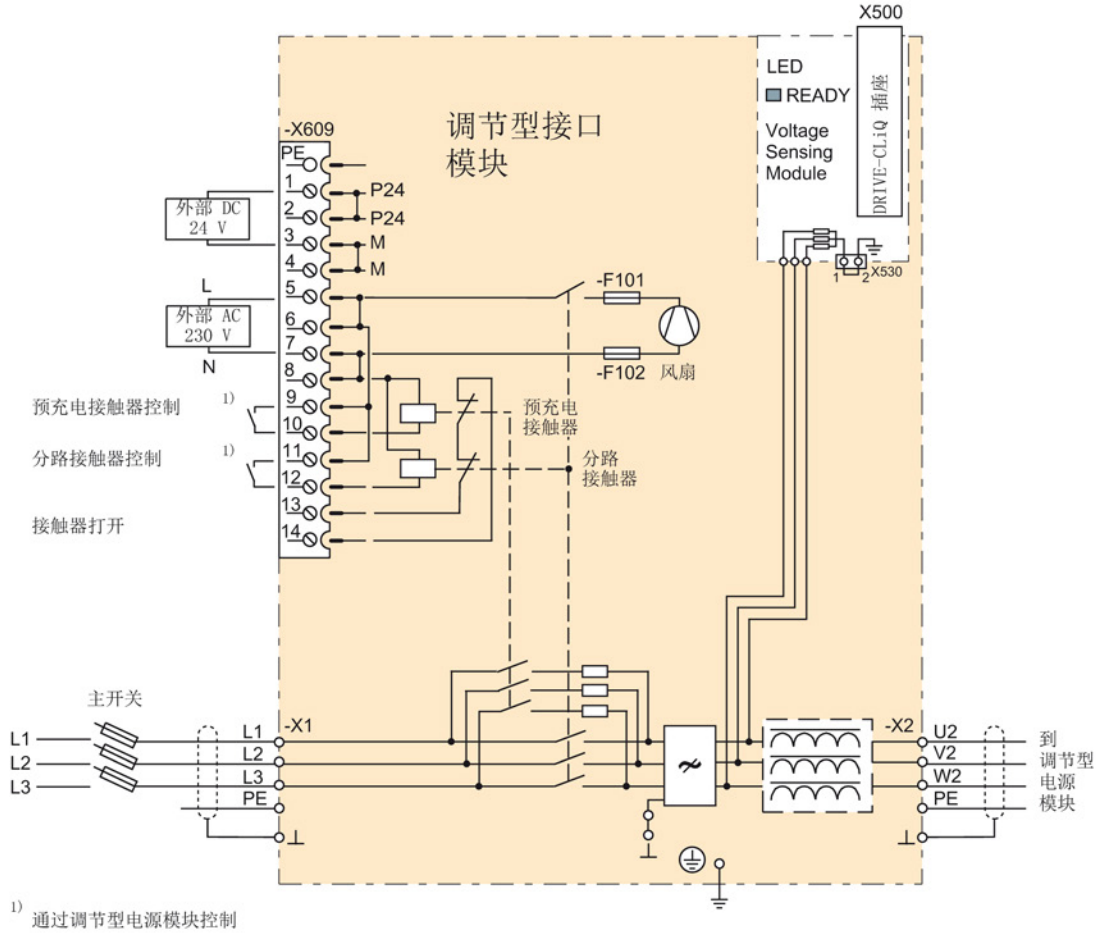 X500
LED
READY
Voltage
Sensing
Module
DRIVE-CLiQ 插座
调节型接口
模块
-X609
PE
1
P24
外部 DC
24 V
2
P24
3
M
4
M
L
5
-F101
1
2
X530
外部 AC
230 V
6
7
N
8
-F102
风扇
预充电接触器控制
1)
9
预充电
接触器
10
分路接触器控制
1)
11
分路
接触器
12
13
接触器打开
14
主开关
-X1
-X2
L1
L1
U2
到
L2
L2
V2
调节型
L3
L3
W2
电源
PE
PE
模块
1)
通过调节型电源模块控制